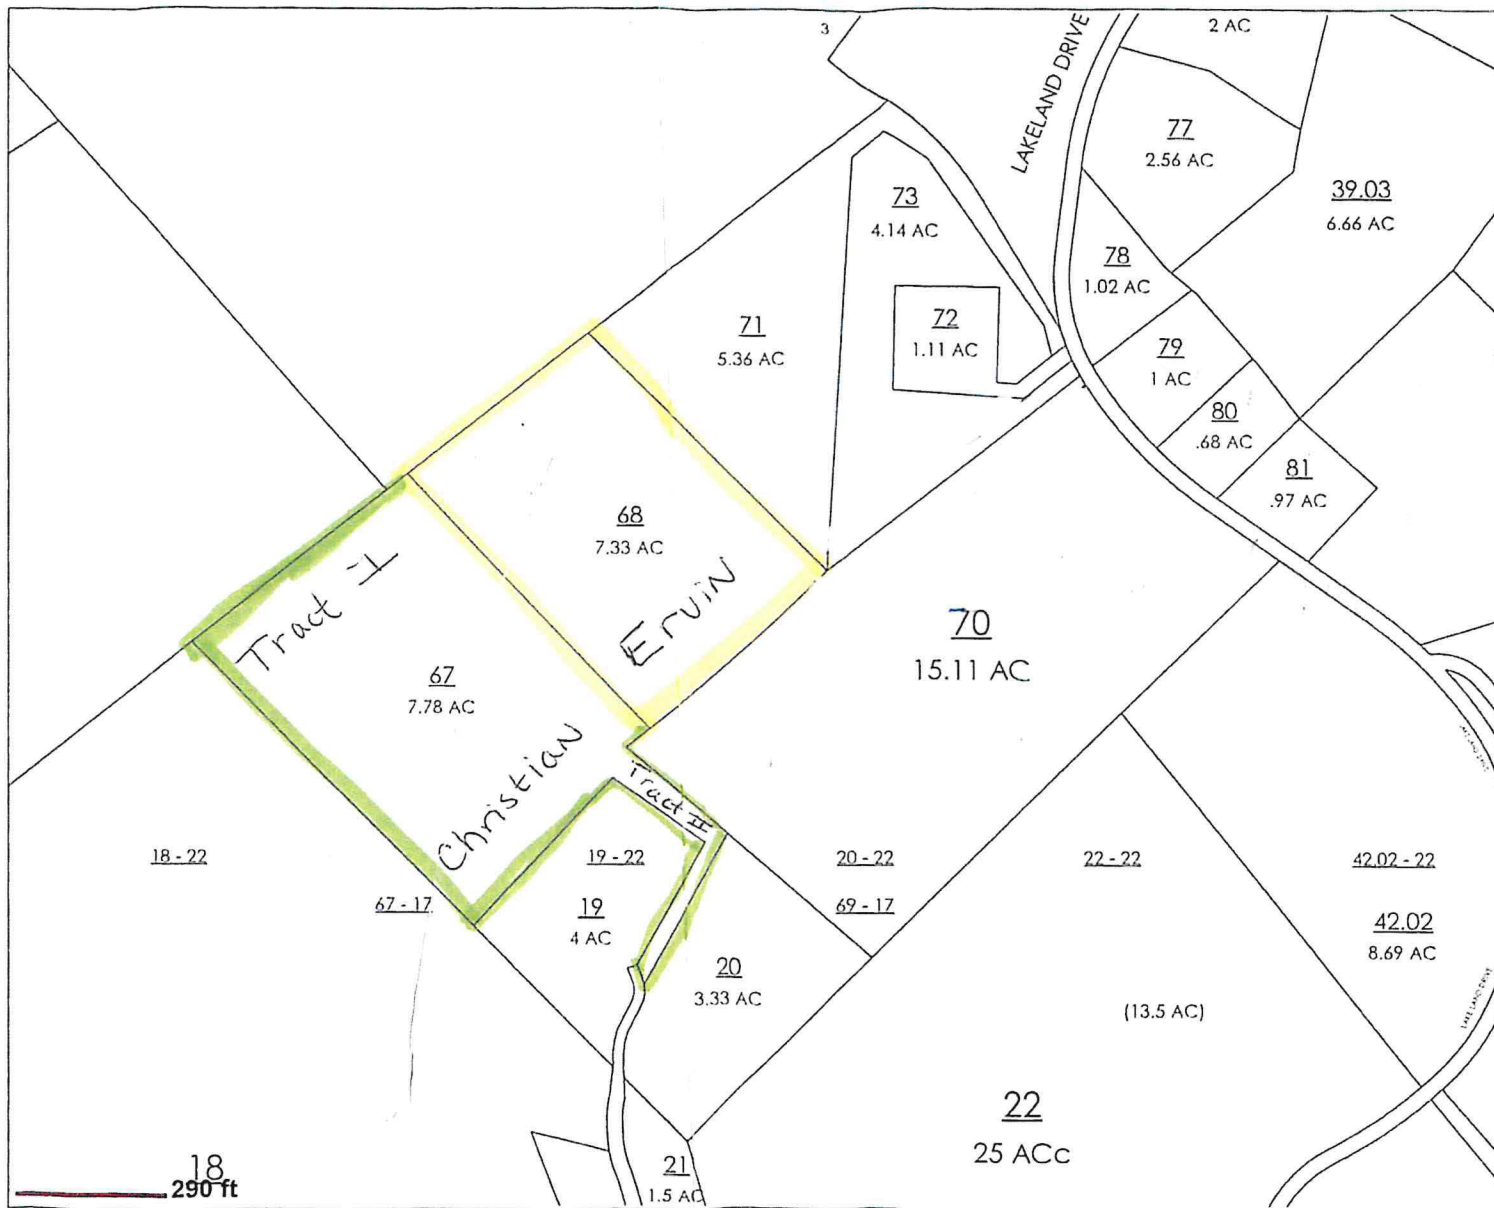 3
2 AC
LAKELAND DRIVE
77
2.56 AC
39.03
6.66 AC
73
4.14 AC
78
1.02 AC
71
5.36 AC
72
1.11 AC
79
1 AC
80
.68 AC
81
.97 AC
68
7.33 AC
Tract I
Ervin
70
15.11 AC
67
7.78 AC
Christian
Tract II
18 - 22
19 - 22
20 - 22
22 - 22
42.02 - 22
67 - 17
69 - 17
19
4 AC
42.02
8.69 AC
20
3.33 AC
(13.5 AC)
LAKELAND DRIVE
22
25 ACc
18
290 ft
21
1.5 AC